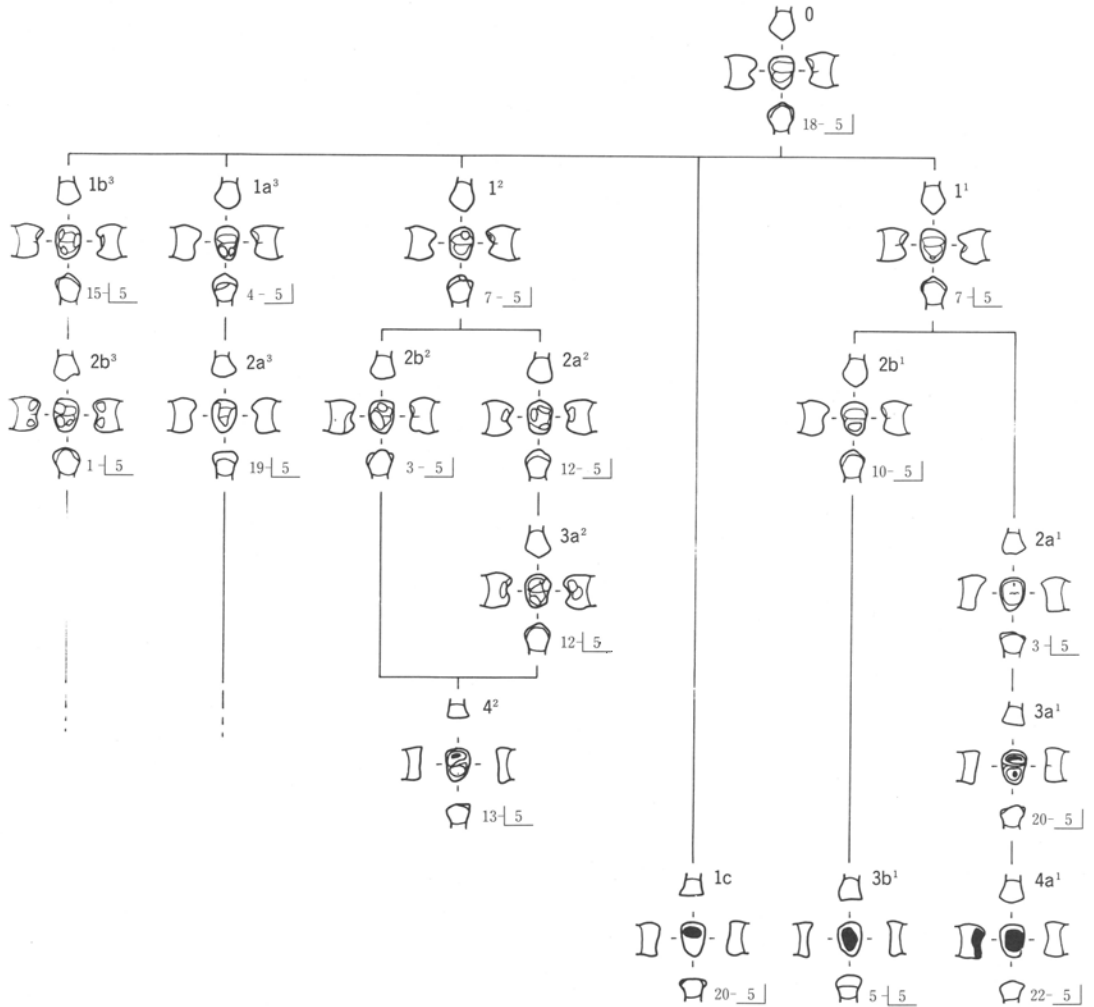 0
18- 5⌋
1b³ 1a³ 1² 1¹
15-⌊5 4- 5⌋ 7- 5⌋ 7-⌊5
2b³ 2a³ 2b² 2a² 2b¹
1-⌊5 19-⌊5 3- 5⌋ 12- 5⌋ 10- 5⌋
3a² 2a¹
12-⌊5 3-⌊5
4² 3a¹
13-⌊5 20- 5⌋
1c 3b¹ 4a¹
20- 5⌋ 5-⌊5 22- 5⌋